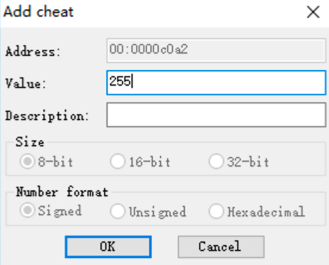 Add cheat
Address: 00:0000c0a2
Value: 255
Description:
Size
8-bit 16-bit 32-bit
Number format
Signed Unsigned Hexadecimal
OK Cancel